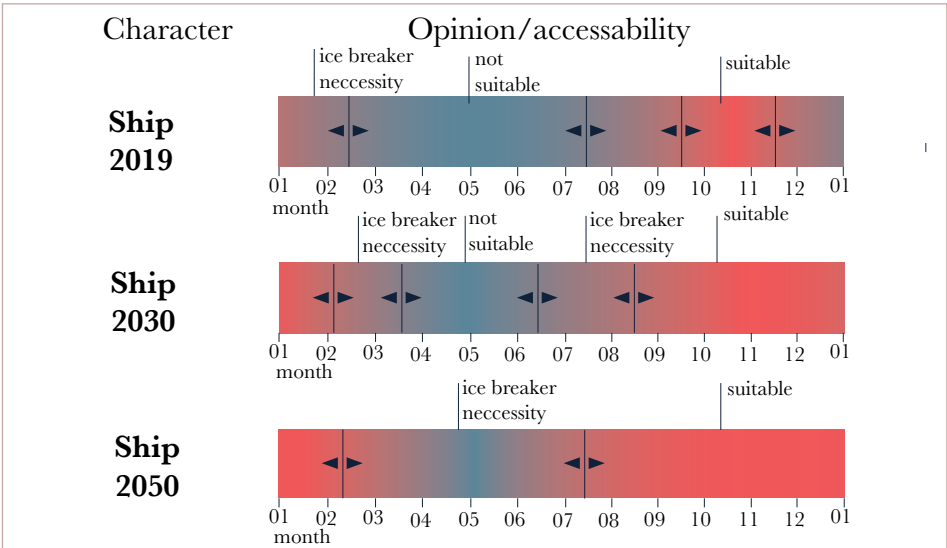 Character Opinion/accessability
ice breaker
neccessity
not
suitable
suitable
Ship
2019
01 02 03 04 05 06 07 08 09 10 11 12 01
month
ice breaker
neccessity
not
suitable
ice breaker
neccessity
suitable
Ship
2030
01 02 03 04 05 06 07 08 09 10 11 12 01
month
ice breaker
neccessity
suitable
Ship
2050
01 02 03 04 05 06 07 08 09 10 11 12 01
month